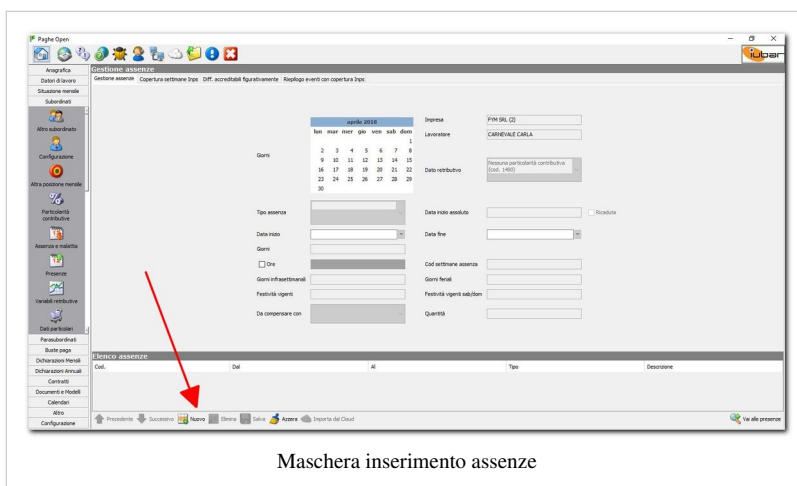 Paghe Open
iubar
Anagrafica
Datori di lavoro
Situazione mensile
Subordinati
Altro subordinato
Configurazione
Altra posizione mensile
Particolarità
contributive
Assenza e malattia
Presenze
Variabili retributive
Dati particolari
Parasubordinati
Buste paga
Dichiarazioni Mensili
Dichiarazioni Annuali
Contratti
Documenti e Modelli
Calendari
Altro
Configurazione
Gestione assenze
Gestione assenze Copertura settimane Inps Diff. accreditabili figurativamente Riepilogo eventi con copertura Inps
Giorni
aprile 2018
lun mar mer gio ven sab dom
1
2 3 4 5 6 7 8
9 10 11 12 13 14 15
16 17 18 19 20 21 22
23 24 25 26 27 28 29
30
Impresa PYM SRL (2)
Lavoratore CARNEVALE CARLA
Dato retributivo Nessuna particolarità contributiva
(cod. 1480)
Tipo assenza Data inizio assoluto Ricaduta
Data inizio Data fine
Giorni
Ore Cod settimane assenza
Giorni infrasettimanali Giorni feriali
Festività vigenti Festività vigenti sab/dom
Da compensare con Quantità
Elenco assenze
Cod. Dal Al Tipo Descrizione
Precedente Successivo Nuovo Elimina Salva Azzera Importa dal Cloud Vai alle presenze
Maschera inserimento assenze